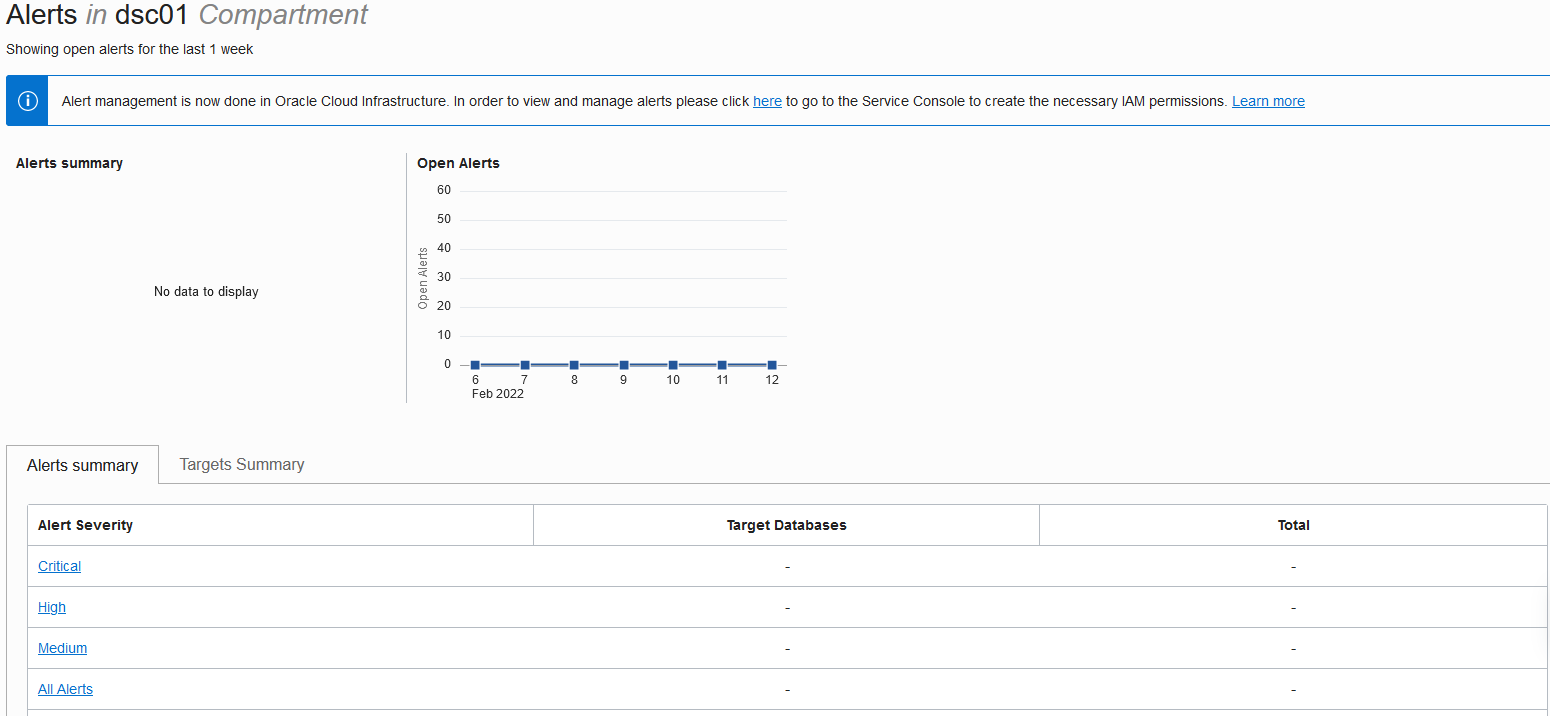 Alerts in dsc01 Compartment
Showing open alerts for the last 1 week
Alert management is now done in Oracle Cloud Infrastructure. In order to view and manage alerts please click here to go to the Service Console to create the necessary IAM permissions. Learn more
Alerts summary
No data to display
Open Alerts
Open Alerts
60
50
40
30
20
10
0
6 7 8 9 10 11 12
Feb 2022
Alerts summary Targets Summary
Alert Severity Target Databases Total
Critical - -
High - -
Medium - -
All Alerts - -